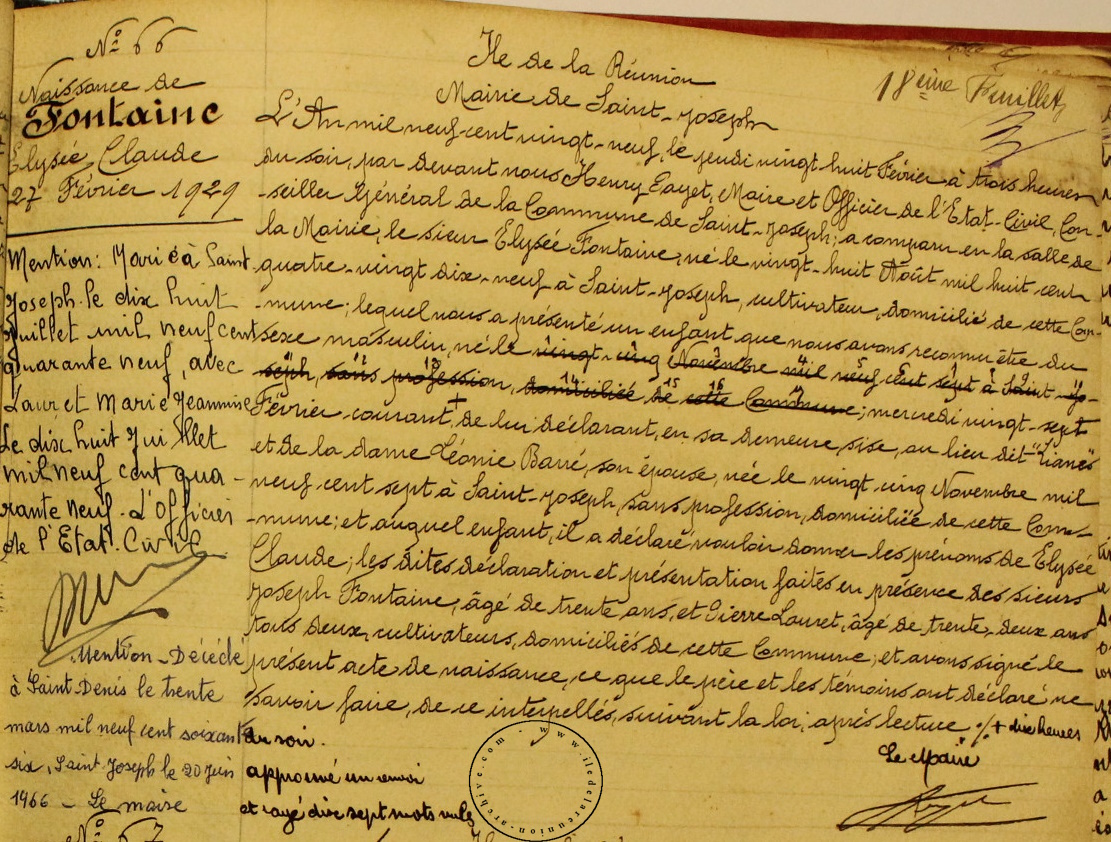 N° 66
Naissance de
Fontaine
Elysée, Claude
27 Février 1929
Mention: Marié à Saint
Joseph le dix huit
Juillet mil neuf cent
quarante neuf, avec
Lauret Marie Jeannine
Le dix huit Juillet
mil neuf cent qua-
rante neuf. L'Officier
de l'Etat. Civil
Mention - Décédé
à Saint Denis le trente
mars mil neuf cent soixante
six, Saint Joseph le 20 Juin
1966 - Le maire
N° 67
18ème Feuillet
Ile de la Réunion
Mairie de Saint-Joseph
L'An mil neuf-cent vingt-neuf, le jeudi vingt huit Février à trois heures
du soir, par devant nous Henry Payet, Maire et Officier de l'Etat-Civil, Con-
-seiller Général de la Commune de Saint-Joseph; a comparu en la salle de
la Mairie, le sieur Elysée Fontaine, né le vingt-huit Août mil huit cent
quatre-vingt dix-neuf à Saint-Joseph, cultivateur, domicilié de cette Com-
-mune; lequel nous a présenté un enfant que nous avons reconnu être du
sexe masculin, né le vingt-cinq Novembre mil neuf cent sept à Saint-Jo-
seph, sans profession, domiciliée de cette Commune; mercredi vingt-sept
Février courant, + de lui déclarant, en sa demeure sise, au lieu dit "Lianes"
et de la dame Léonie Barré, son épouse, née le vingt cinq Novembre mil
neuf cent sept à Saint-Joseph, sans profession, domiciliée de cette Com-
-mune; et auquel enfant, il a déclaré vouloir donner les prénoms de Elysée
Claude; les dites déclaration et présentation faites en présence des sieurs
Joseph Fontaine, âgé de trente ans, et Pierre Lauret, âgé de trente-deux ans
tous deux, cultivateurs, domiciliés de cette Commune; et avons signé le
présent acte de naissance, ce que le père et les témoins ont déclaré ne
savoir faire, de ce interpellés, suivant la loi, après lecture ./. + dix heures
du soir.
approuvé un renvoi
et rayé dix sept mots nuls
Le Maire
www.iledelareunion-archive.com